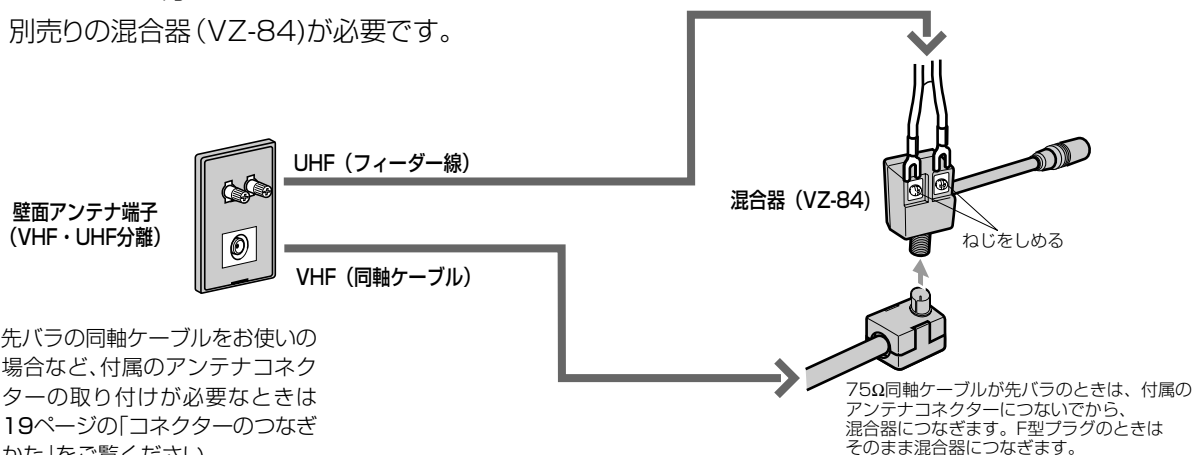 別売りの混合器(VZ-84)が必要です。
UHF(フィーダー線)
壁面アンテナ端子
(VHF・UHF分離)
混合器(VZ-84)
ねじをしめる
VHF(同軸ケーブル)
先バラの同軸ケーブルをお使いの
場合など、付属のアンテナコネク
ターの取り付けが必要なときは
19ページの「コネクターのつなぎ
かた」をご覧ください
75Ω同軸ケーブルが先バラのときは、付属の
アンテナコネクターにつないでから、
混合器につなぎます。F型プラグのときは
そのまま混合器につなぎます。